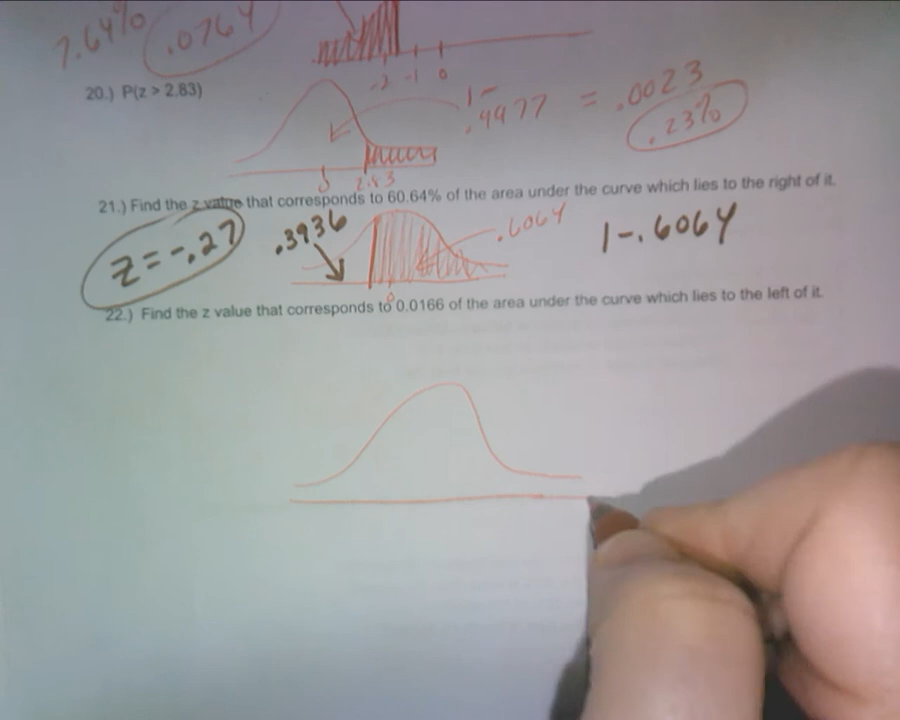 7.64% .0764
-2 -1 0
20.) P(z > 2.83)
1-
.9977 = .0023
.23%
0 2.83
21.) Find the z value that corresponds to 60.64% of the area under the curve which lies to the right of it.
z = -.27 .3936 .6064 1-.6064
0
22.) Find the z value that corresponds to 0.0166 of the area under the curve which lies to the left of it.